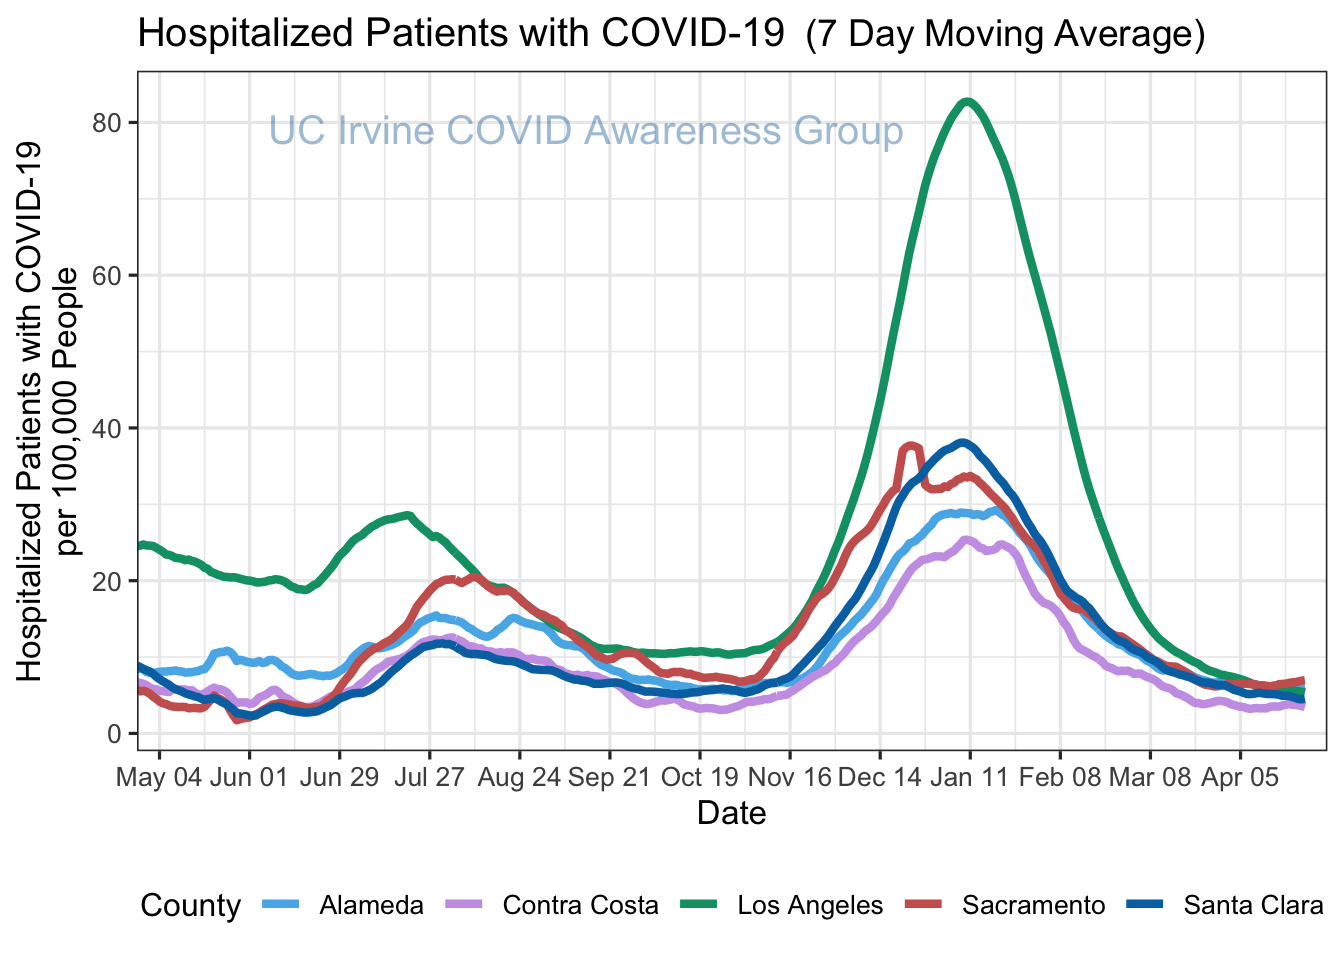 Hospitalized Patients with COVID-19 (7 Day Moving Average)
UC Irvine COVID Awareness Group
Hospitalized Patients with COVID-19
per 100,000 People
80
60
40
20
0
May 04 Jun 01 Jun 29 Jul 27 Aug 24 Sep 21 Oct 19 Nov 16 Dec 14 Jan 11 Feb 08 Mar 08 Apr 05
Date
County Alameda Contra Costa Los Angeles Sacramento Santa Clara